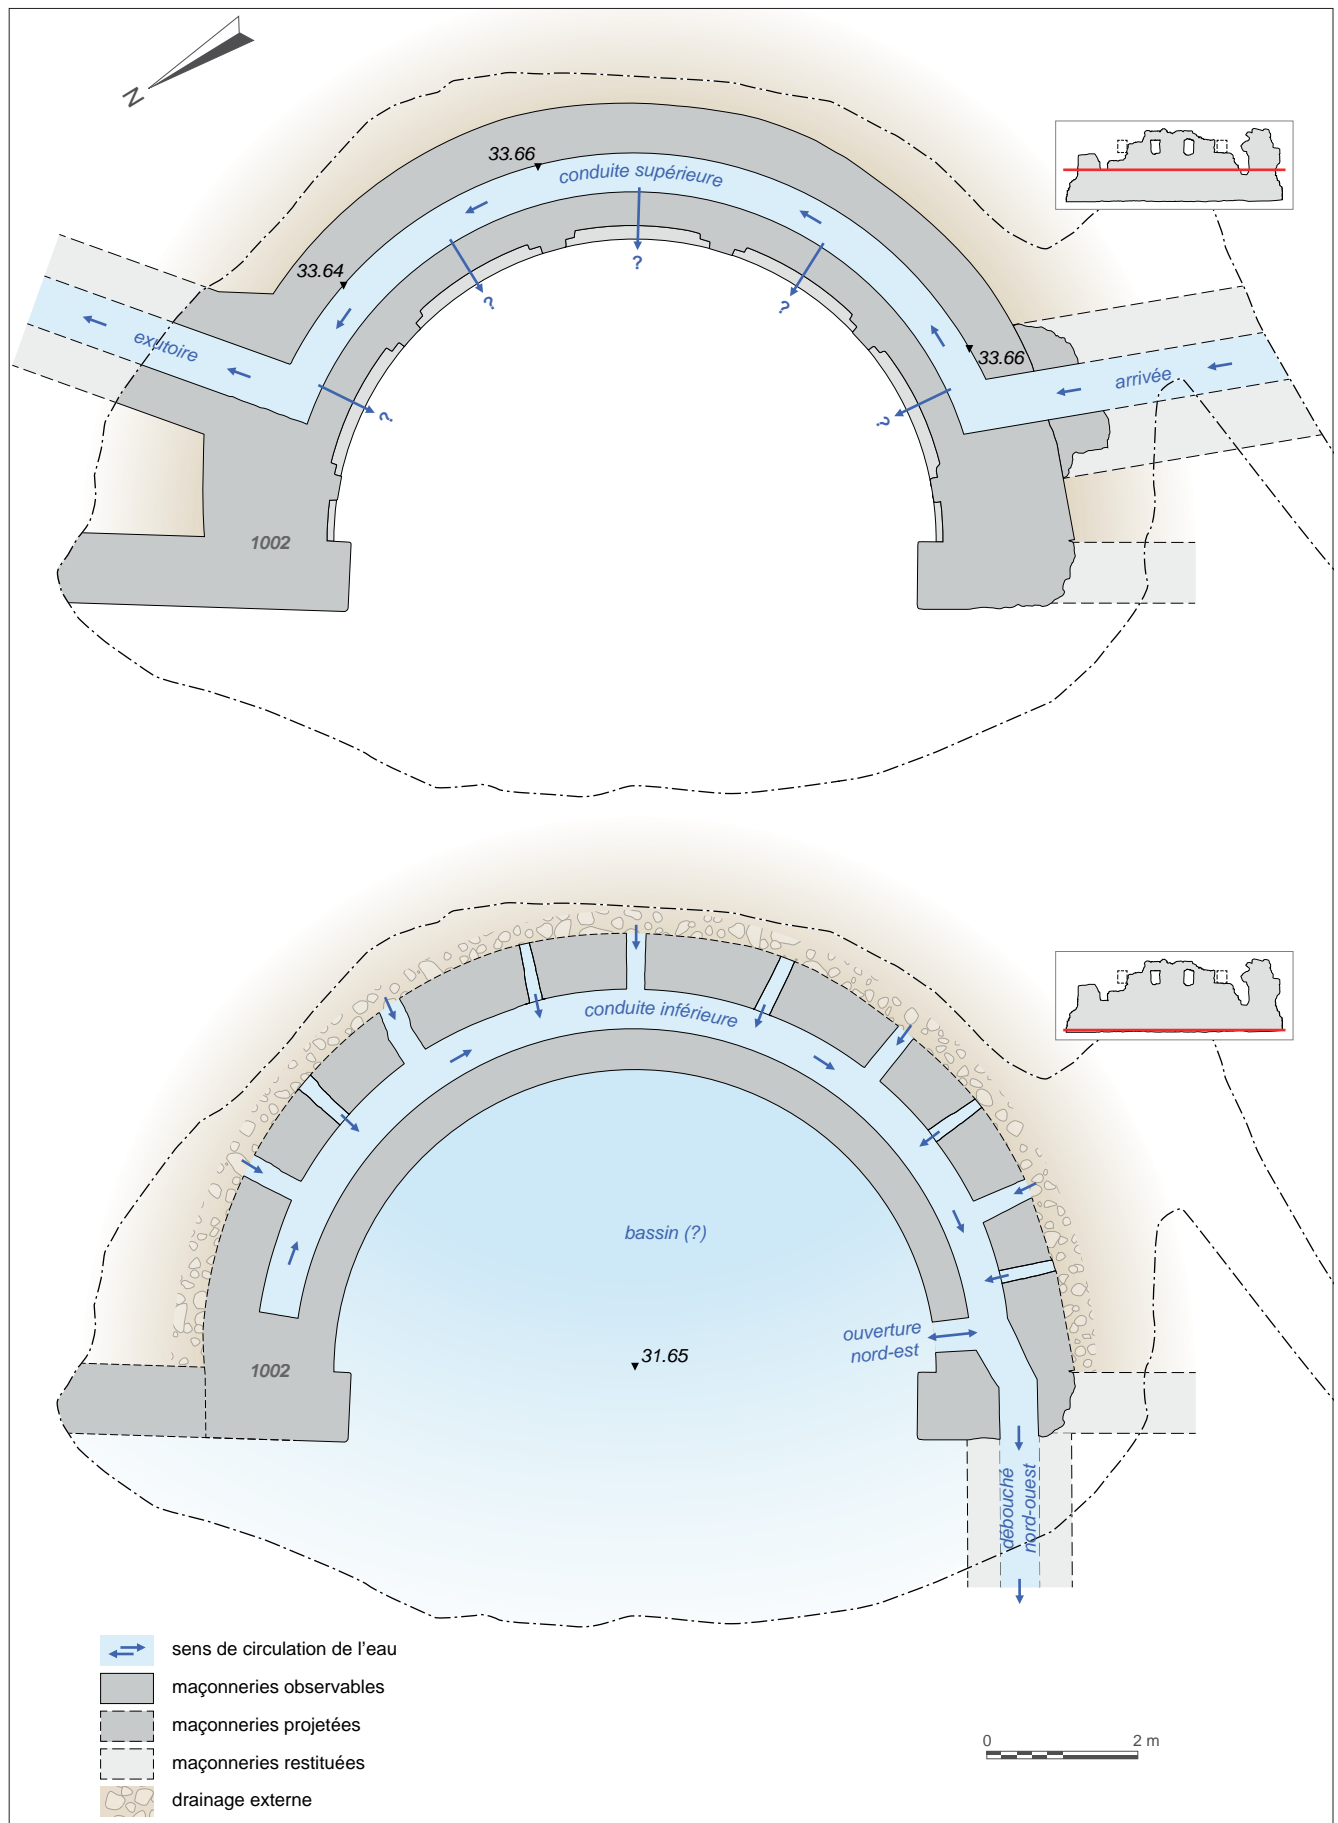 N
33.66
conduite supérieure
33.64
?
?
?
33.66
exutoire
arrivée
?
?
1002
conduite inférieure
bassin (?)
ouverture
nord-est
31.65
1002
débouché
nord-ouest
sens de circulation de l'eau
maçonneries observables
maçonneries projetées
maçonneries restituées
drainage externe
0 2 m